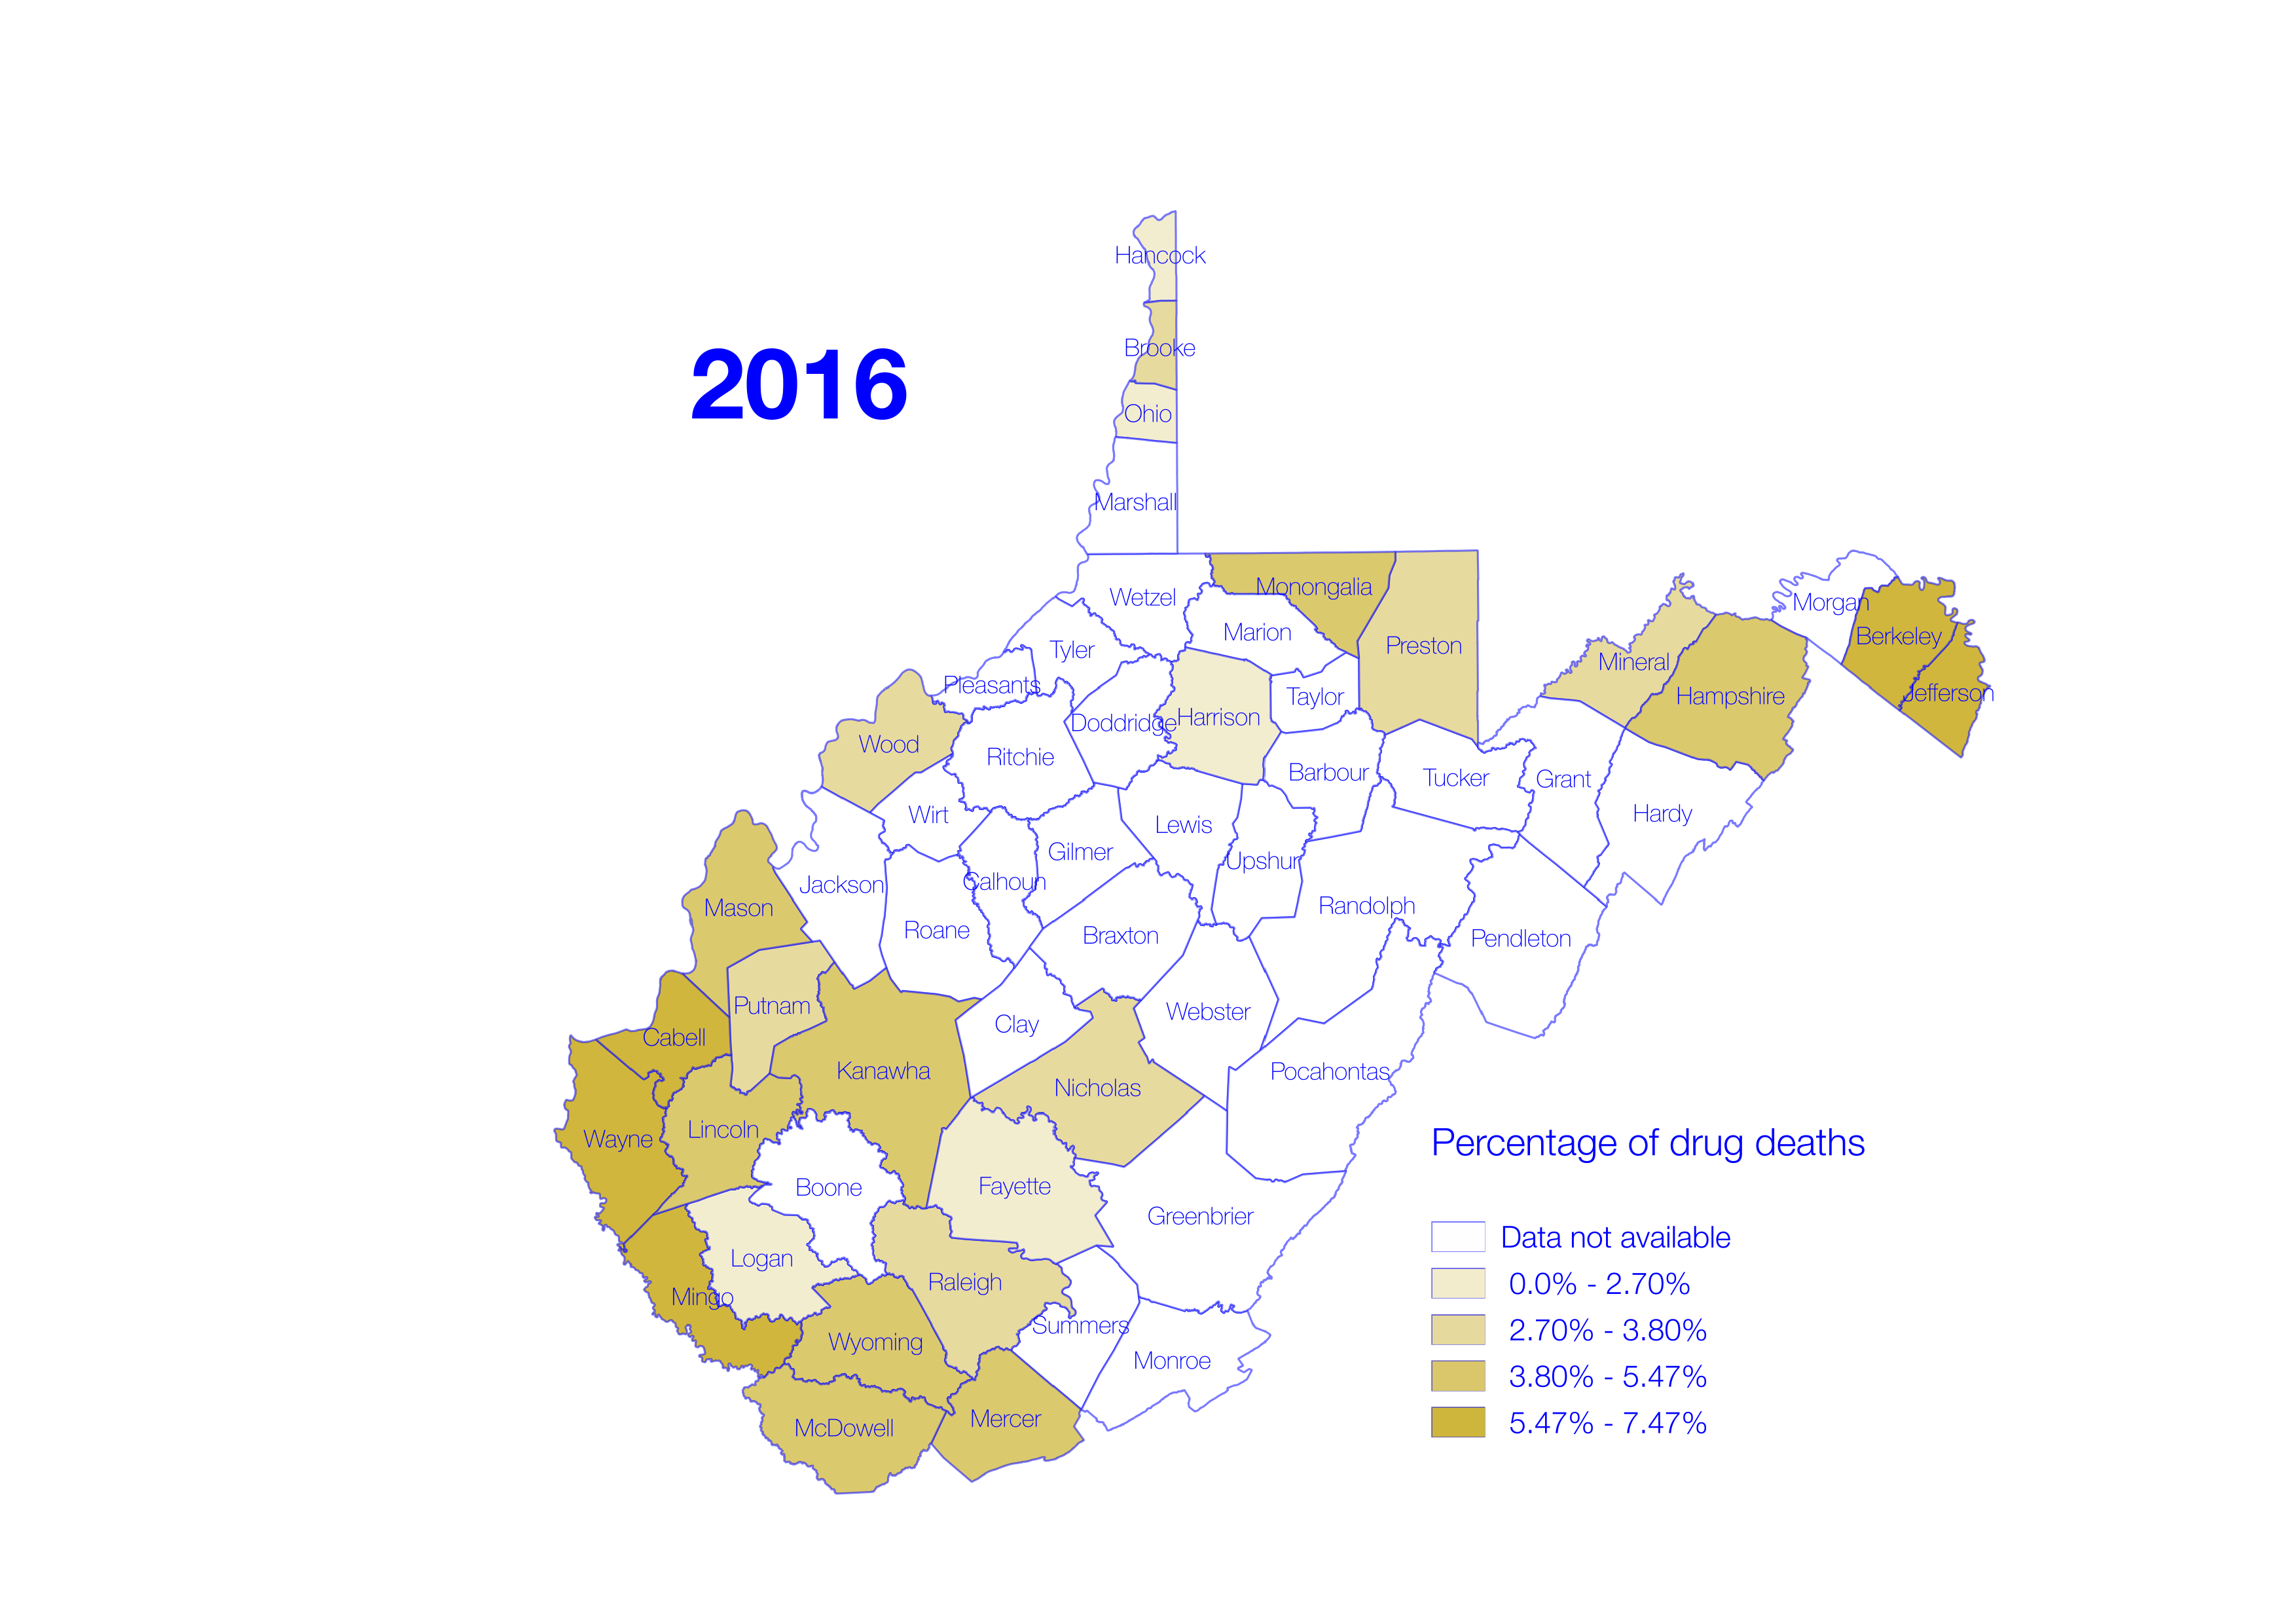 Hancock
Brooke
2016
Ohio
Marshall
Monongalia
Wetzel
Morgan
Marion
Berkeley
Preston
Tyler
Mineral
Pleasants
Jefferson
Taylor
Hampshire
Harrison
Doddridge
Wood
Ritchie
Barbour
Tucker
Grant
Hardy
Wirt
Lewis
Gilmer
Upshur
Calhoun
Jackson
Randolph
Mason
Roane
Braxton
Pendleton
Putnam
Webster
Clay
Cabell
Kanawha
Pocahontas
Nicholas
Lincoln
Wayne
Percentage of drug deaths
Fayette
Boone
Greenbrier
Data not available
Logan
Raleigh
0.0% - 2.70%
Mingo
Summers
2.70% - 3.80%
Wyoming
Monroe
3.80% - 5.47%
Mercer
McDowell
5.47% - 7.47%